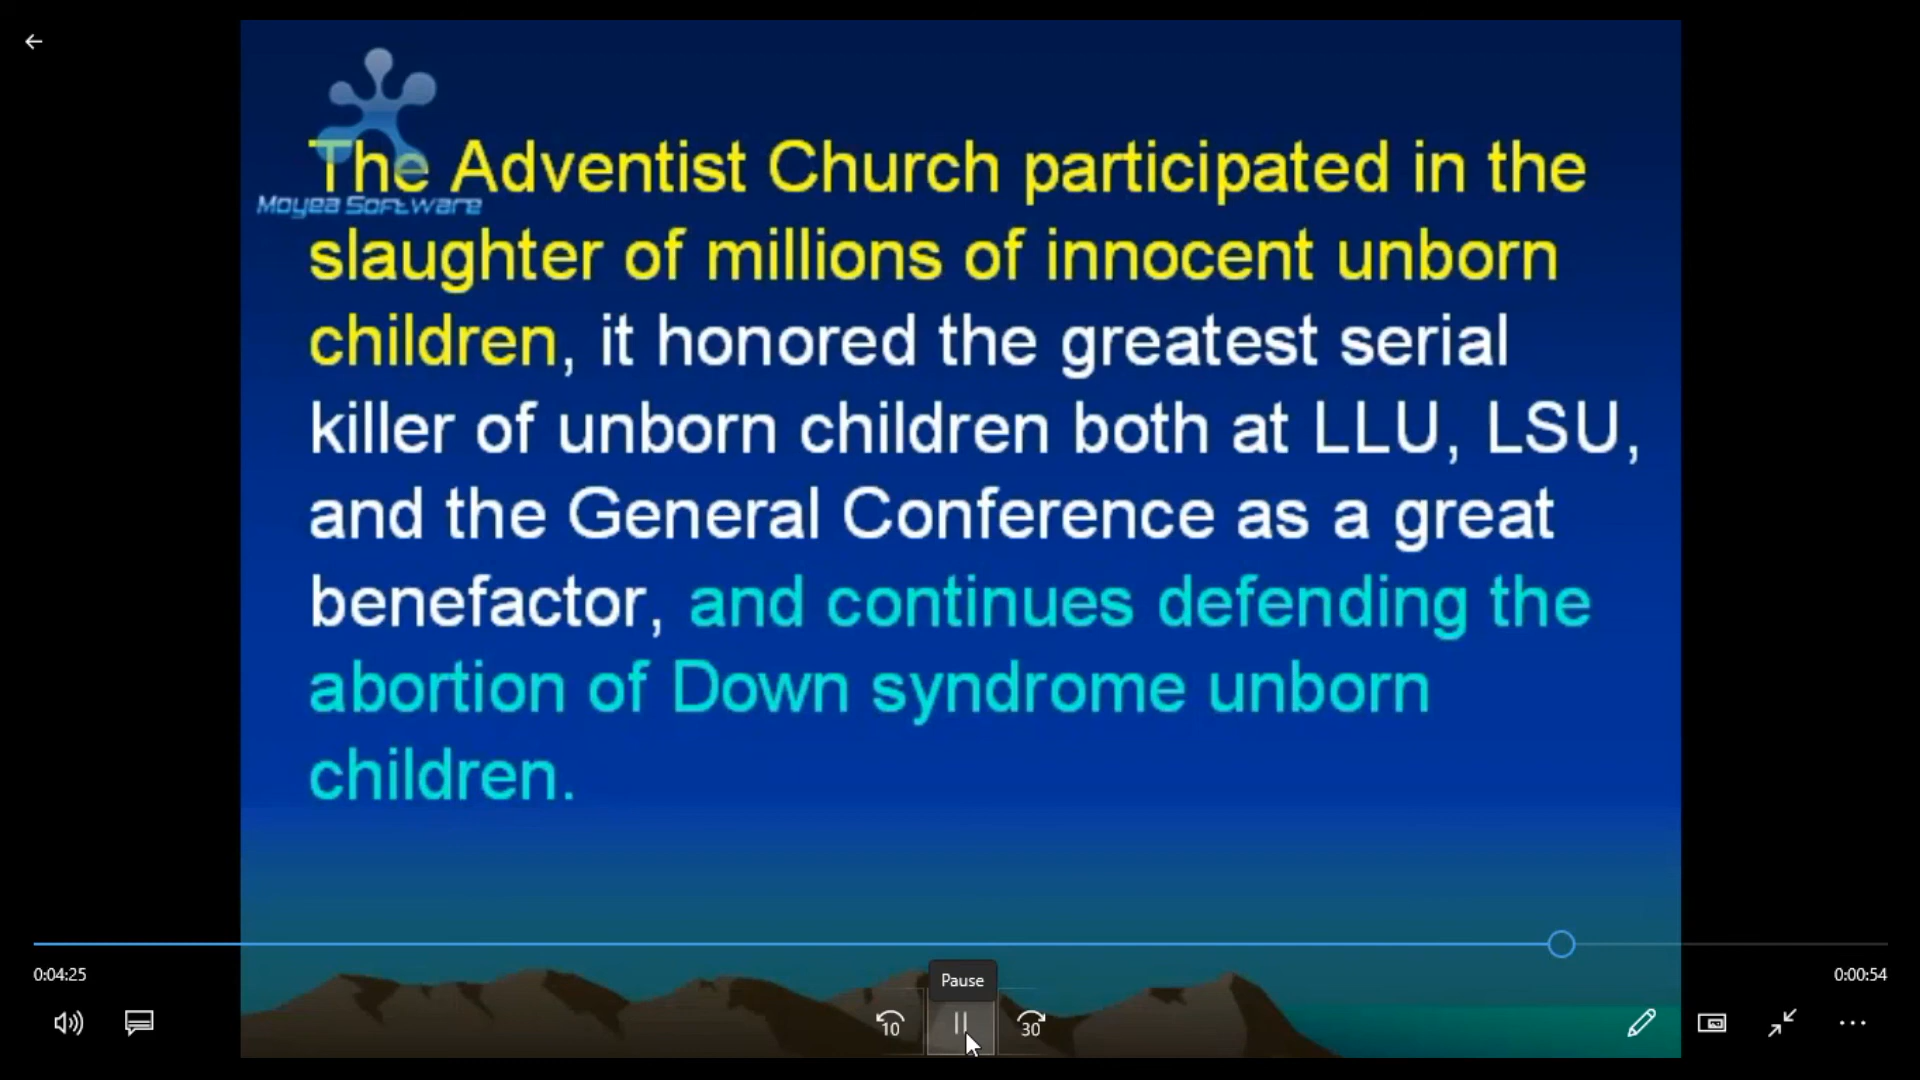 Moyea Software
The Adventist Church participated in the
slaughter of millions of innocent unborn
children, it honored the greatest serial
killer of unborn children both at LLU, LSU,
and the General Conference as a great
benefactor, and continues defending the
abortion of Down syndrome unborn
children.
0:04:25
0:00:54
Pause
10
30